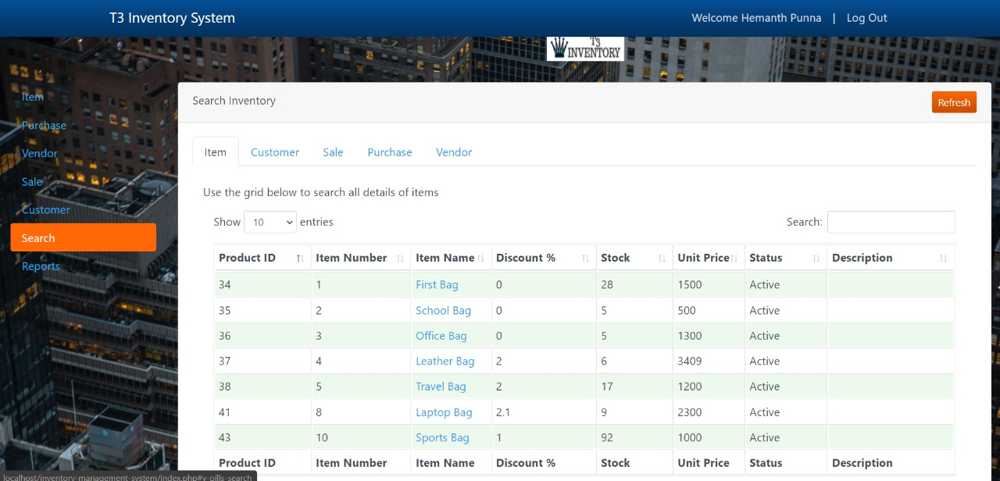 T3 Inventory System Welcome Hemanth Punna | Log Out
T3
INVENTORY
Item
Purchase
Vendor
Sale
Customer
Search
Reports
Search Inventory Refresh
Item Customer Sale Purchase Vendor
Use the grid below to search all details of items
Show 10 entries Search:
Product ID Item Number Item Name Discount % Stock Unit Price Status Description
34 1 First Bag 0 28 1500 Active
35 2 School Bag 0 5 500 Active
36 3 Office Bag 0 5 1300 Active
37 4 Leather Bag 2 6 3409 Active
38 5 Travel Bag 2 17 1200 Active
41 8 Laptop Bag 2.1 9 2300 Active
43 10 Sports Bag 1 92 1000 Active
Product ID Item Number Item Name Discount % Stock Unit Price Status Description
localhost/inventory-management-system/index.php#v-pills-search